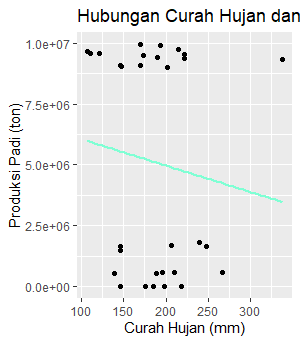 Hubungan Curah Hujan dan
1.0e+07
7.5e+06
5.0e+06
2.5e+06
0.0e+00
Produksi Padi (ton)
100 150 200 250 300
Curah Hujan (mm)